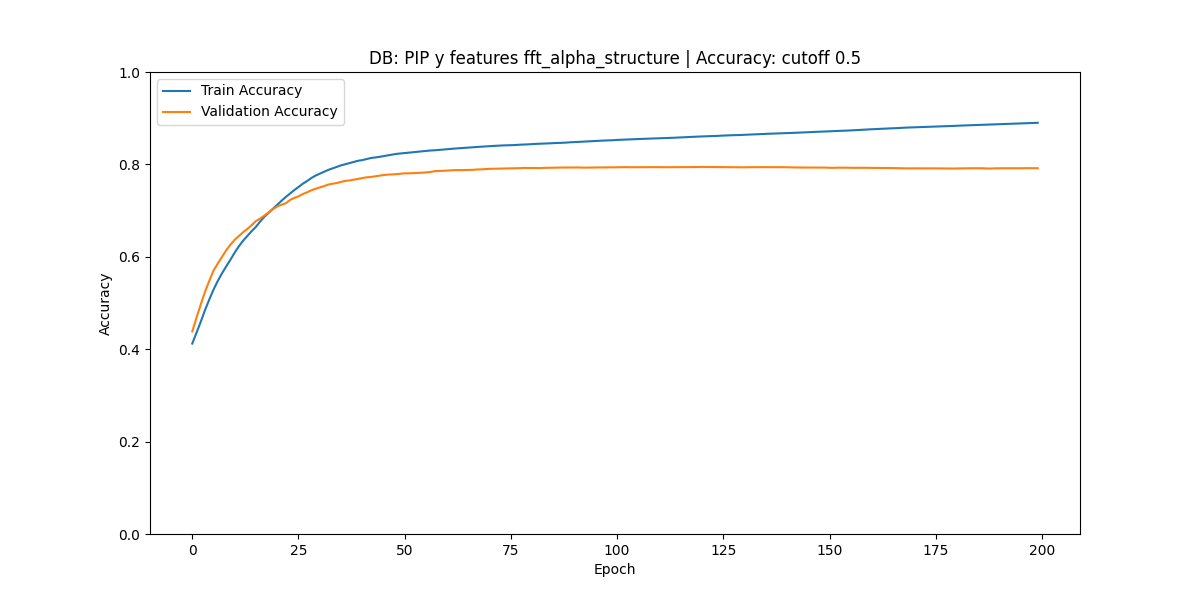 DB: PIP y features fft_alpha_structure | Accuracy: cutoff 0.5
Train Accuracy
Validation Accuracy
Accuracy
1.0
0.8
0.6
0.4
0.2
0.0
0 25 50 75 100 125 150 175 200
Epoch